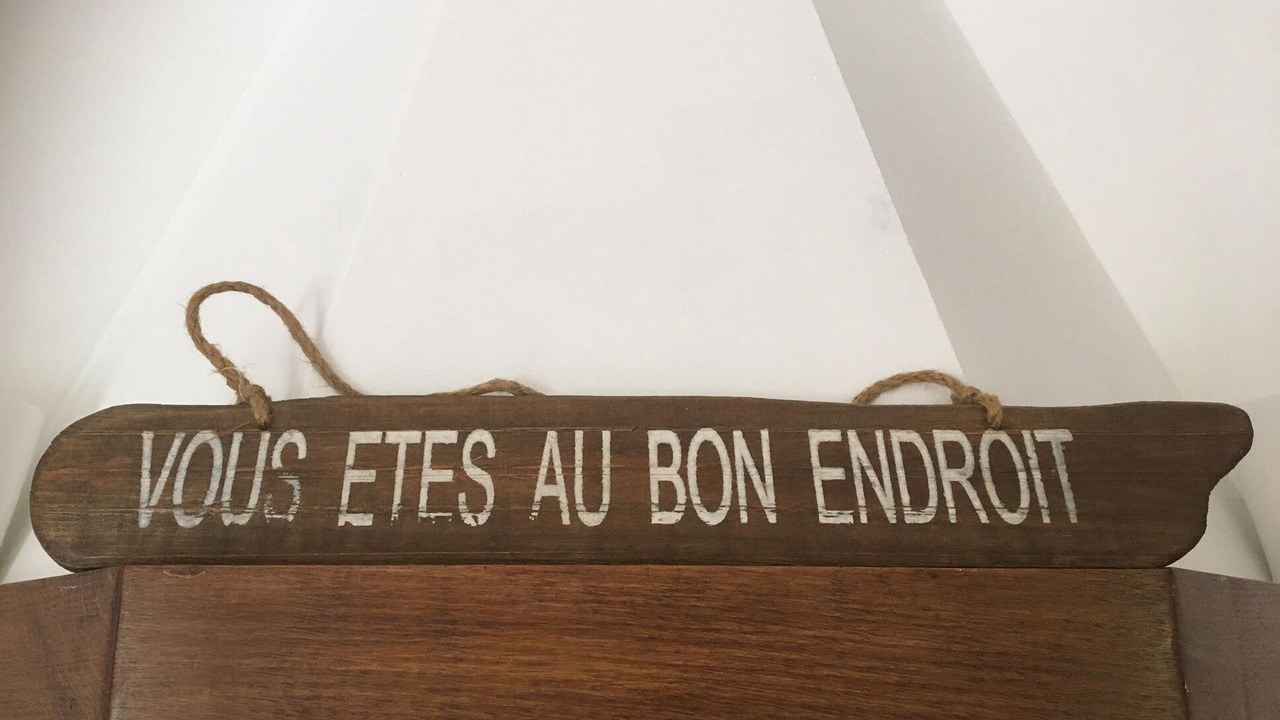 VOUS ETES AU BON ENDROIT